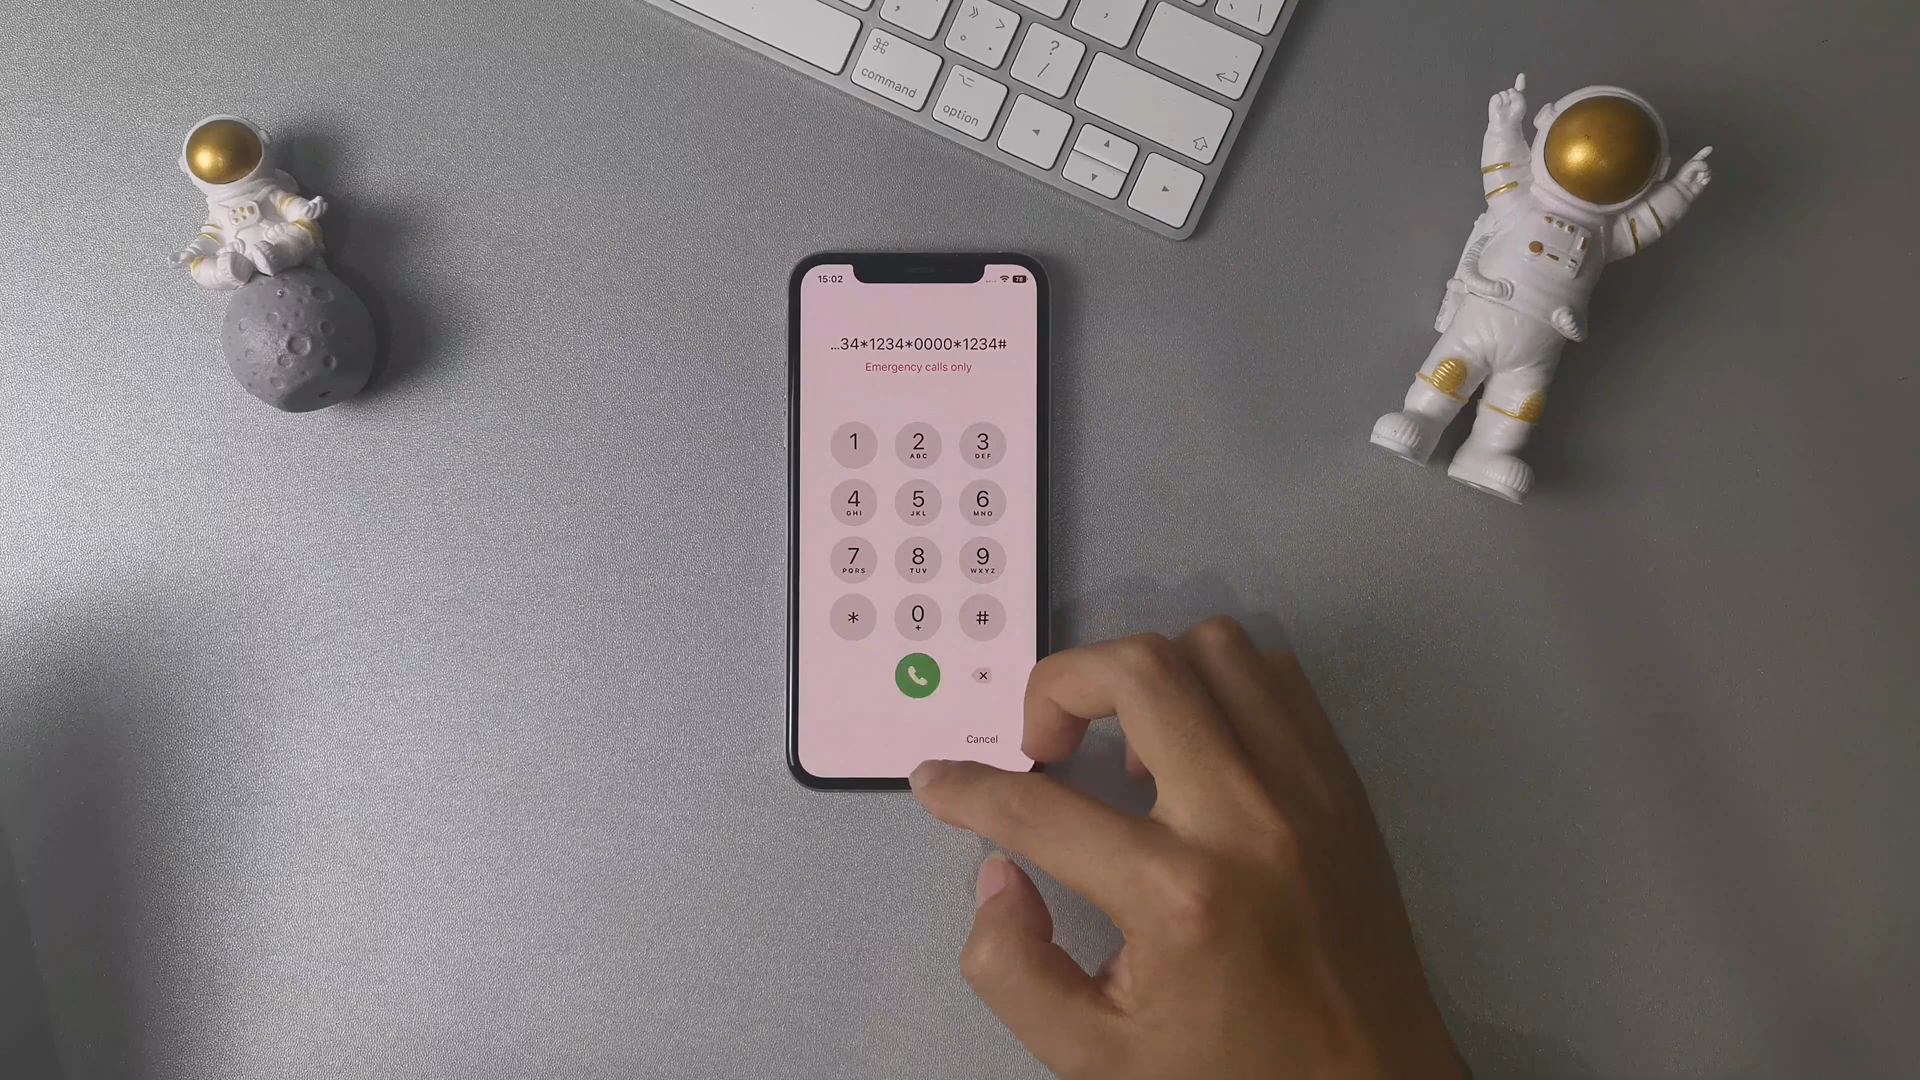 command
option
?
/
15:02
78
...34*1234*0000*1234#
Emergency calls only
1
2
ABC
3
DEF
4
GHI
5
JKL
6
MNO
7
PQRS
8
TUV
9
WXYZ
*
0
+
#
Cancel